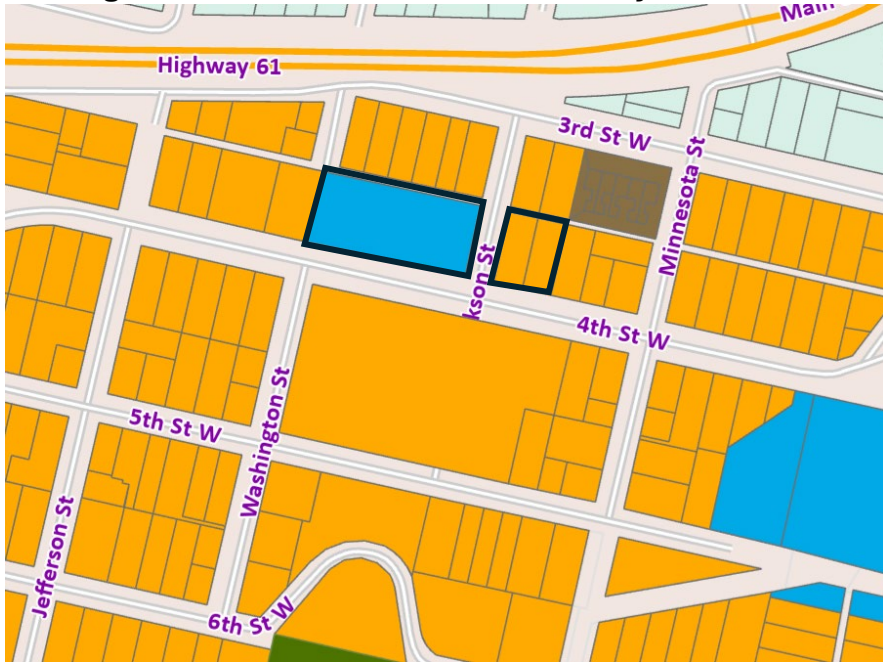 Main
Highway 61
3rd St W
Minnesota St
kson St
4th St W
5th St W
Washington St
Jefferson St
6th St W